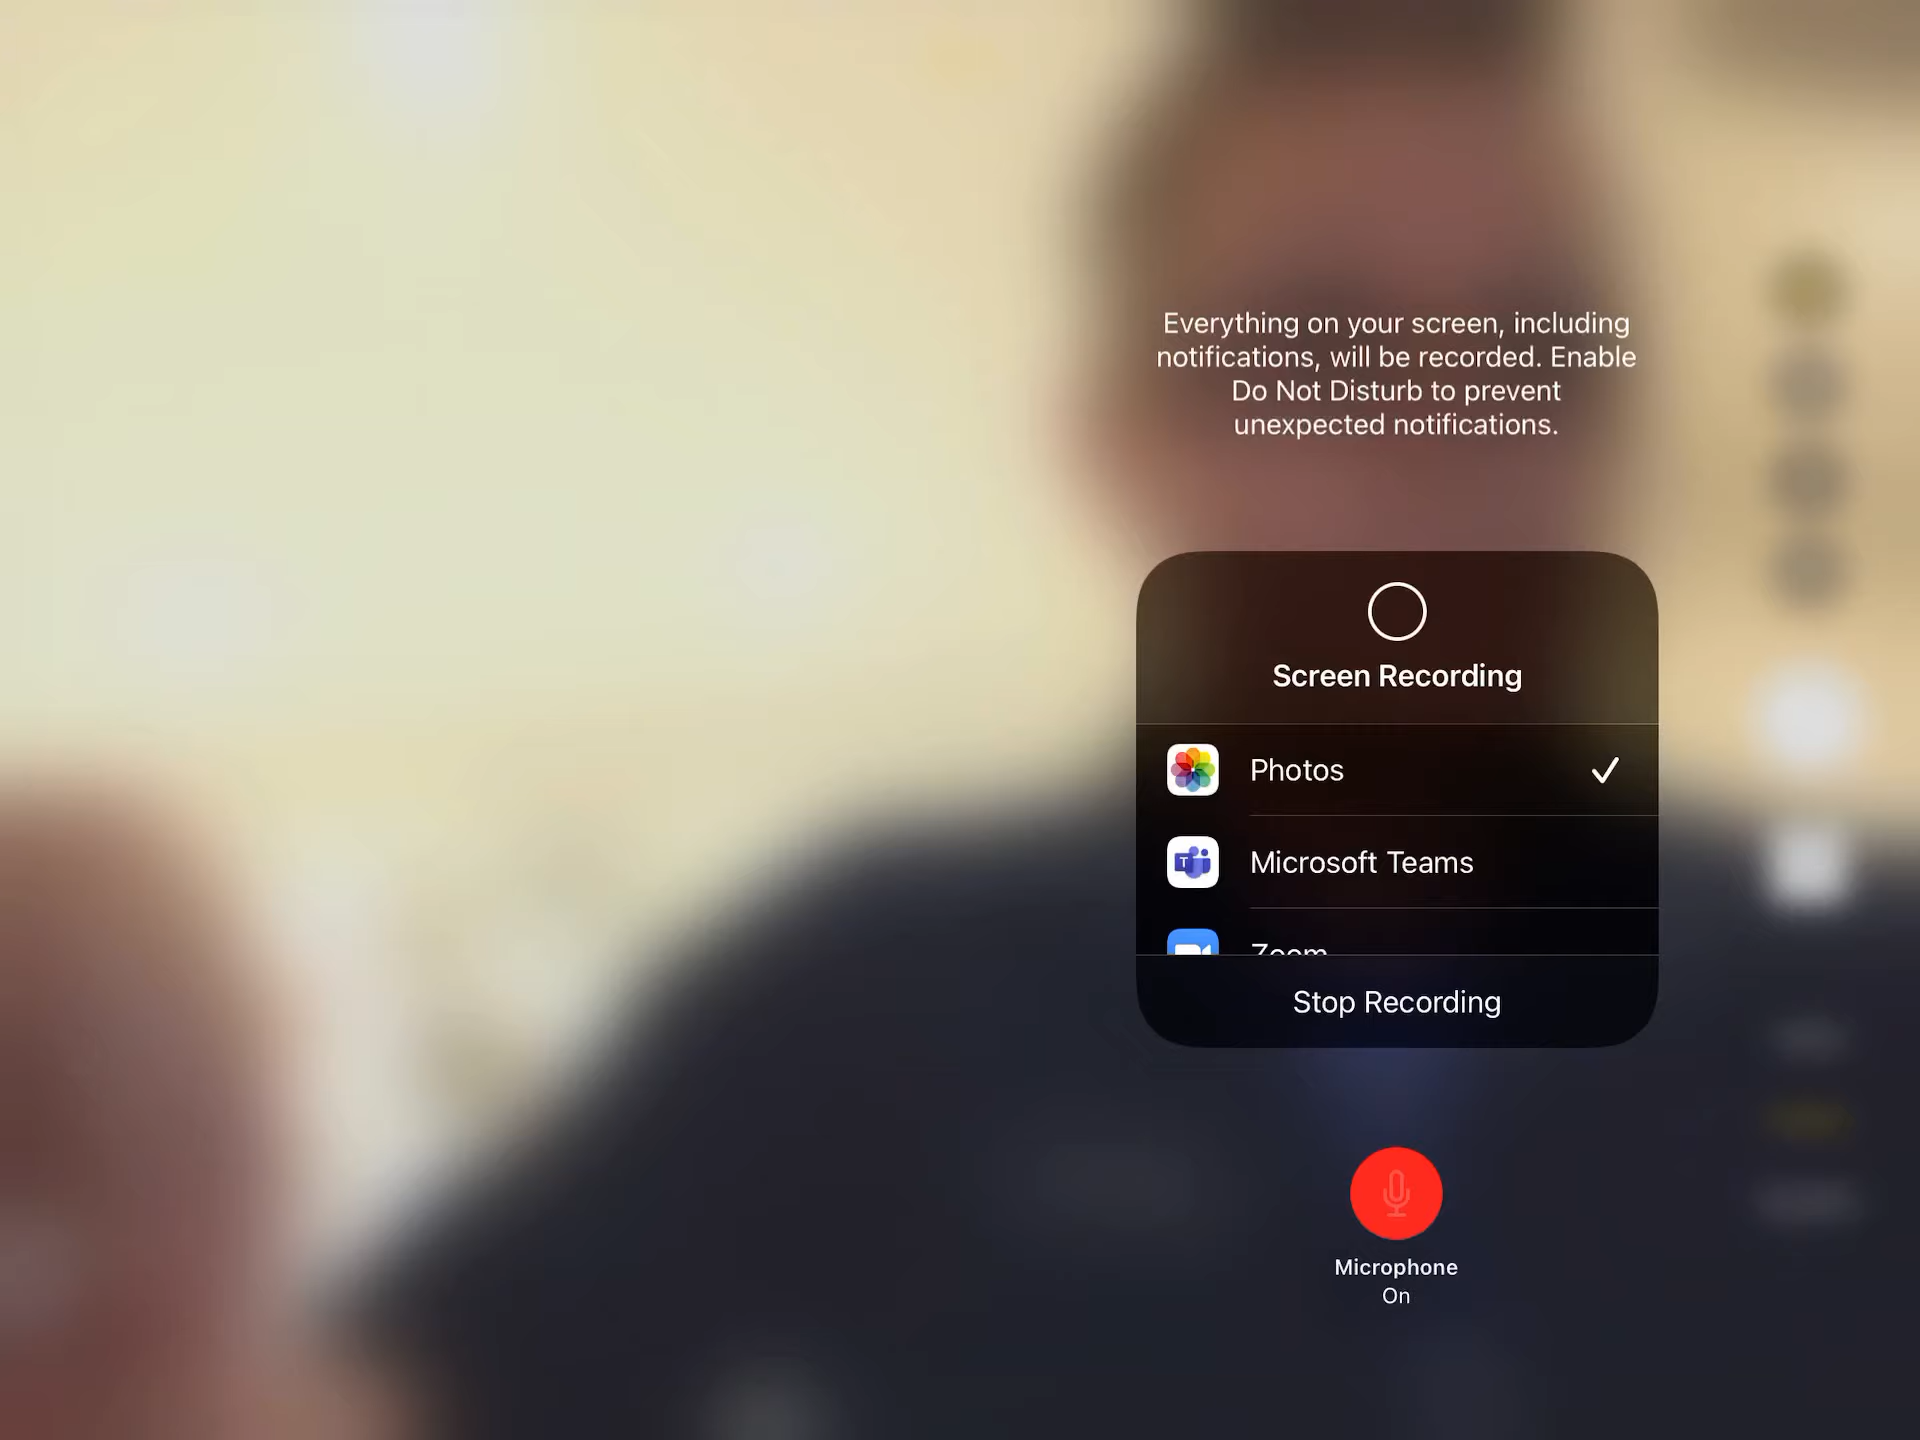 Everything on your screen, including
notifications, will be recorded. Enable
Do Not Disturb to prevent
unexpected notifications.
Screen Recording
Photos
Microsoft Teams
Zoom
Stop Recording
Microphone
On